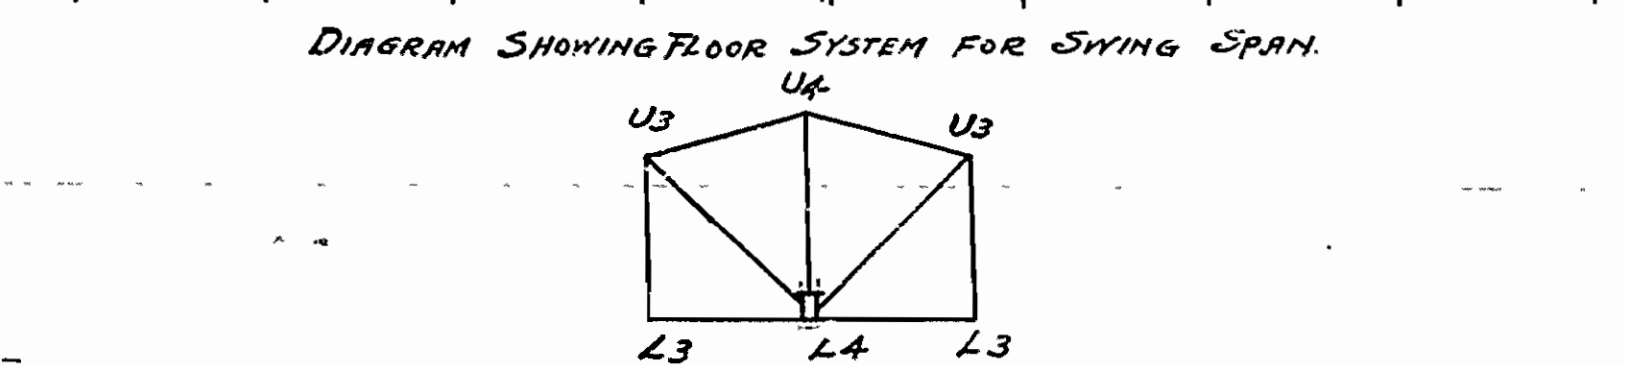 DIAGRAM SHOWING FLOOR SYSTEM FOR SWING SPAN.
U4
U3 U3
L3 L4 L3